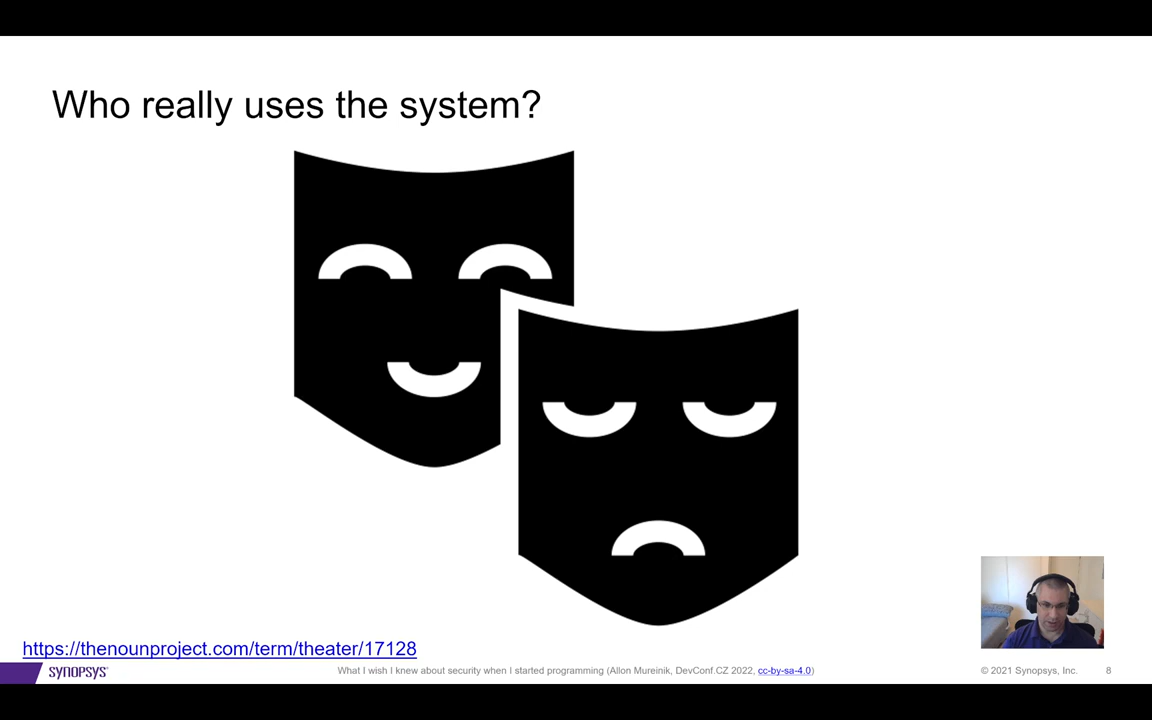 Who really uses the system?
https://thenounproject.com/term/theater/17128
SYNOPSYS®
What I wish I knew about security when I started programming (Allon Mureinik, DevConf.CZ 2022, cc-by-sa-4.0)
© 2021 Synopsys, Inc.
8